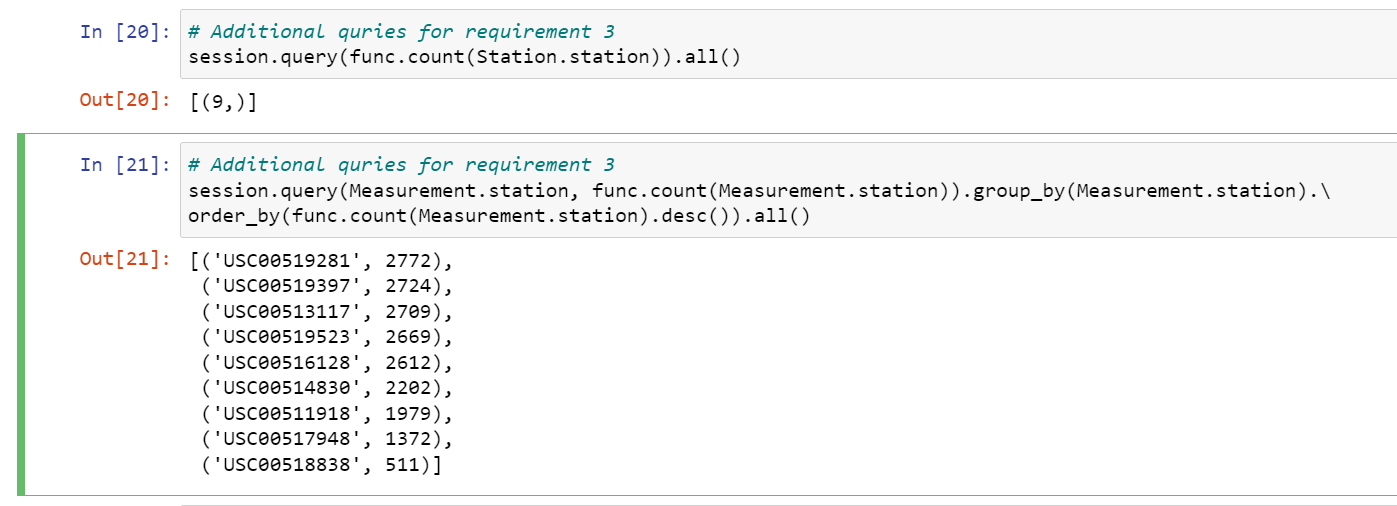 In [20]: # Additional quries for requirement 3
session.query(func.count(Station.station)).all()
Out[20]: [(9,)]
In [21]: # Additional quries for requirement 3
session.query(Measurement.station, func.count(Measurement.station)).group_by(Measurement.station).\
order_by(func.count(Measurement.station).desc()).all()
Out[21]: [('USC00519281', 2772),
('USC00519397', 2724),
('USC00513117', 2709),
('USC00519523', 2669),
('USC00516128', 2612),
('USC00514830', 2202),
('USC00511918', 1979),
('USC00517948', 1372),
('USC00518838', 511)]